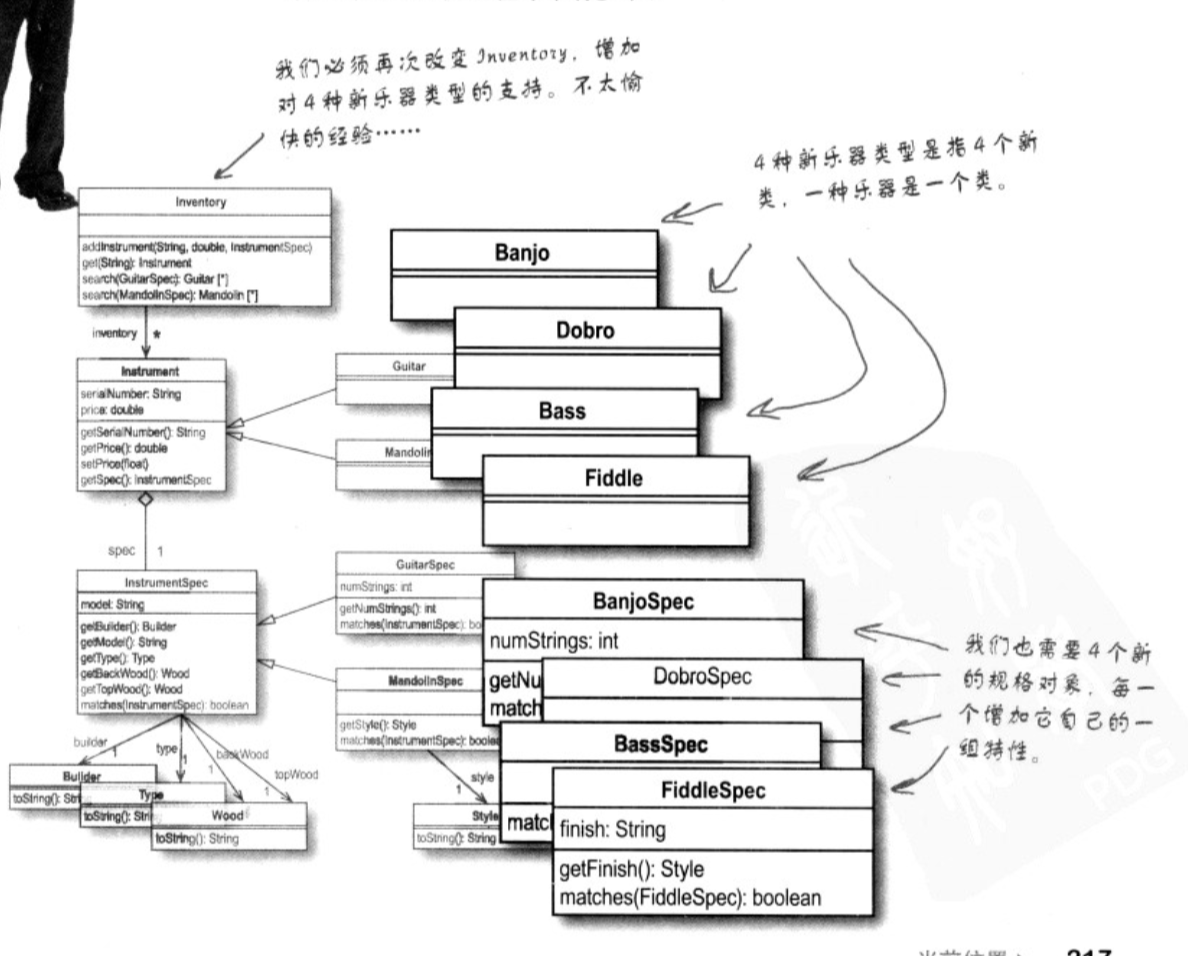 我们必须再次改变 Inventory，增加
对4种新乐器类型的支持。不太愉
快的经验……
4种新乐器类型是指4个新
类，一种乐器是一个类。
Inventory
addInstrument(String, double, InstrumentSpec)
get(String): Instrument
search(GuitarSpec): Guitar [*]
search(MandolinSpec): Mandolin [*]
inventory *
Instrument
serialNumber: String
price: double
getSerialNumber(): String
getPrice(): double
setPrice(float)
getSpec(): InstrumentSpec
Banjo
Dobro
Guitar
Bass
Mandolin
Fiddle
spec 1
InstrumentSpec
model: String
getBuilder(): Builder
getModel(): String
getType(): Type
getBackWood(): Wood
getTopWood(): Wood
matches(InstrumentSpec): boolean
GuitarSpec
numStrings: int
getNumStrings(): int
matches(InstrumentSpec): bo
MandolinSpec
getStyle(): Style
matches(InstrumentSpec): boolea
BanjoSpec
numStrings: int
getNu
match
DobroSpec
BassSpec
matc
FiddleSpec
finish: String
getFinish(): Style
matches(FiddleSpec): boolean
我们也需要4个新
的规格对象，每一
个增加它自己的一
组特性。
builder 1
type 1
backWood 1
topWood 1
style 1
Builder
toString(): Stri
Type
toString(): Strin
Wood
toString(): String
Style
toString(): String
PDG
217